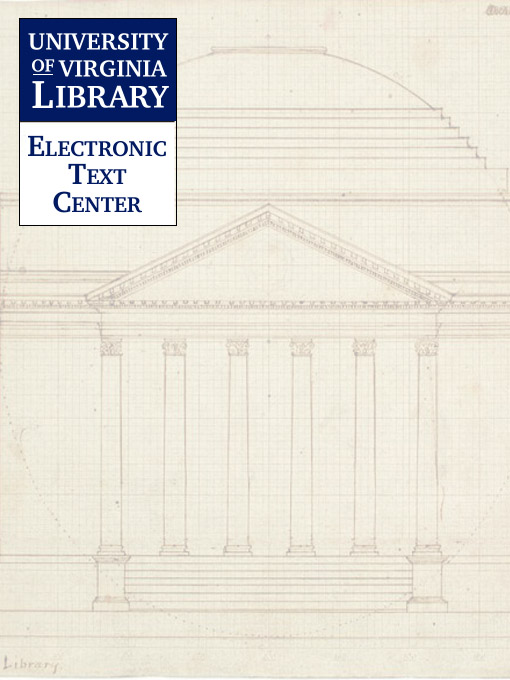 UNIVERSITY
OF VIRGINIA
LIBRARY
ELECTRONIC
TEXT
CENTER
Library.